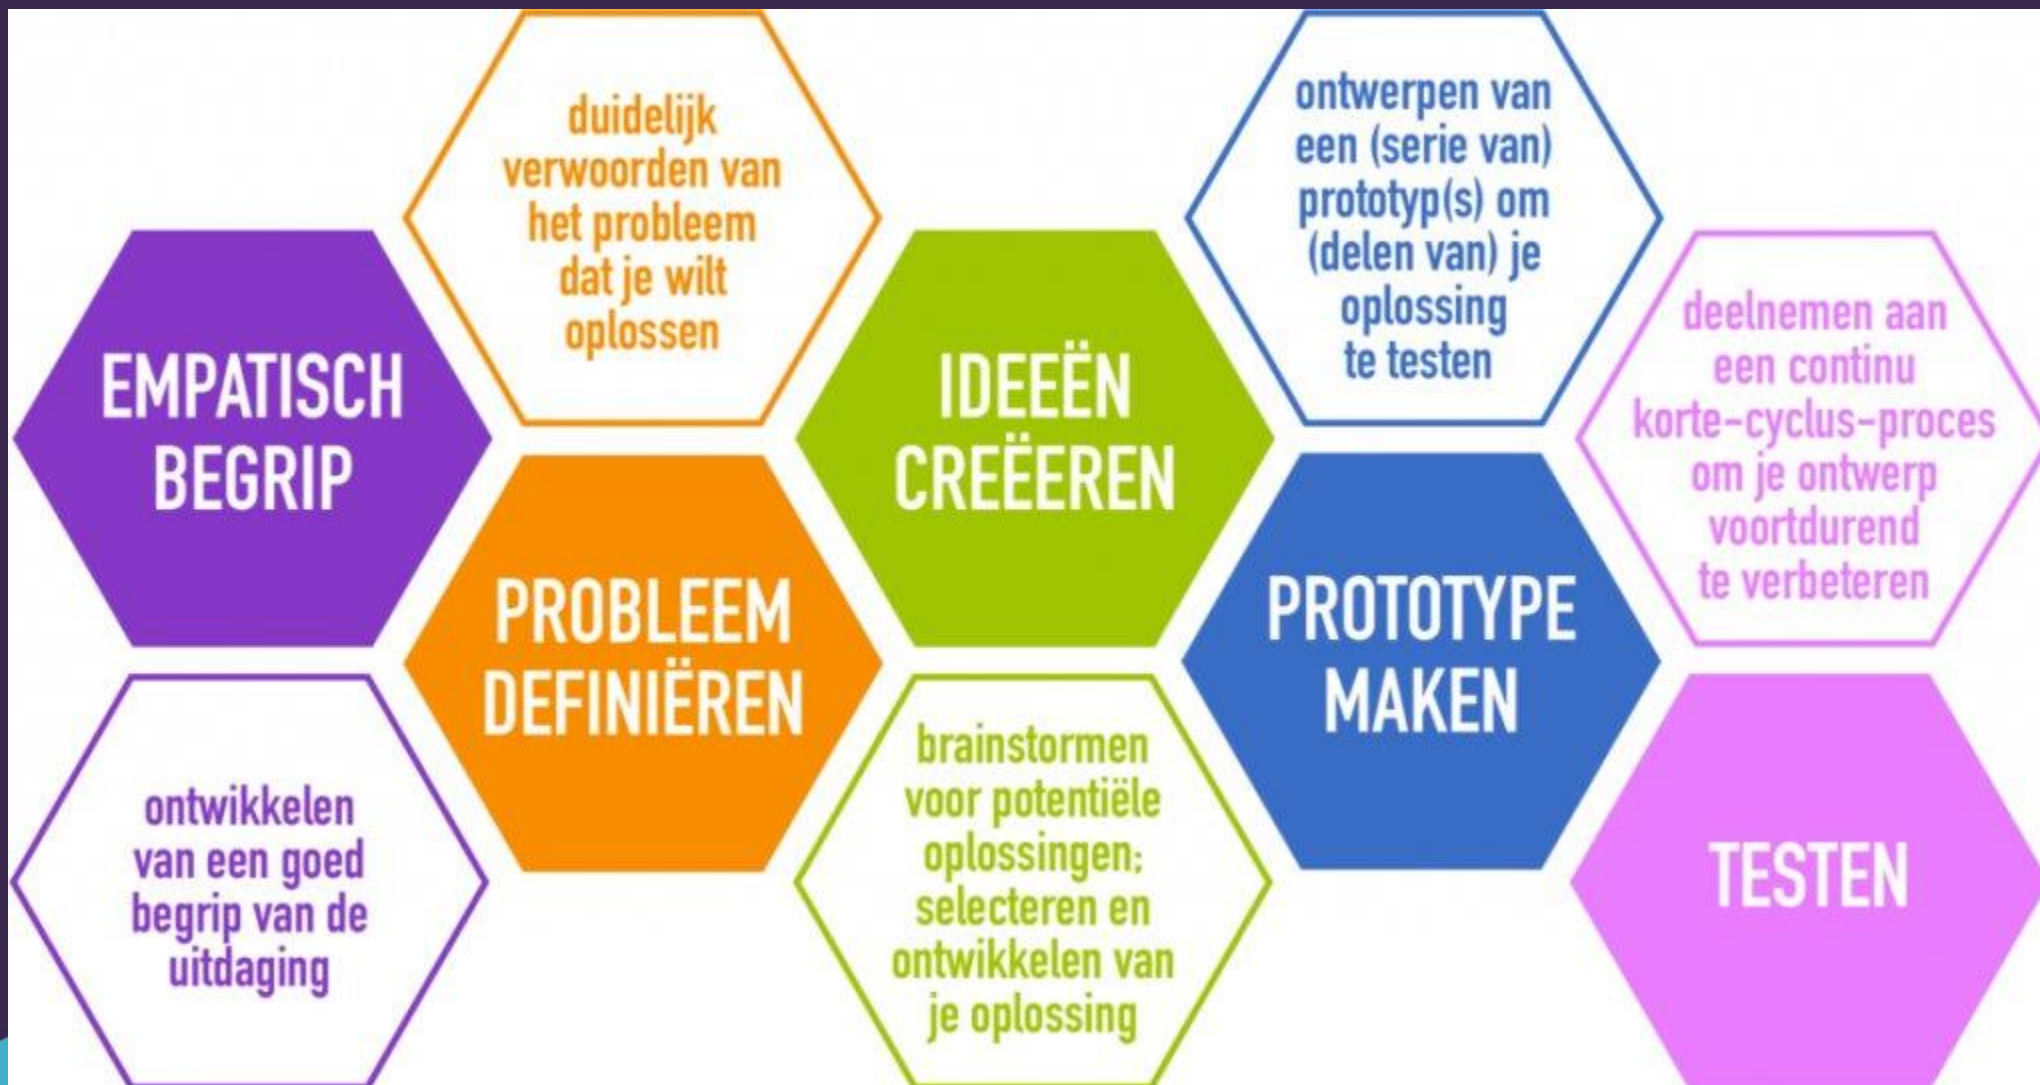 EMPATISCH
BEGRIP
ontwikkelen
van een goed
begrip van de
uitdaging
duidelijk
verwoorden van
het probleem
dat je wilt
oplossen
PROBLEEM
DEFINIËREN
IDEEËN
CREËEREN
brainstormen
voor potentiële
oplossingen;
selecteren en
ontwikkelen van
je oplossing
ontwerpen van
een (serie van)
prototyp(s) om
(delen van) je
oplossing
te testen
PROTOTYPE
MAKEN
deelnemen aan
een continu
korte-cyclus-proces
om je ontwerp
voortdurend
te verbeteren
TESTEN